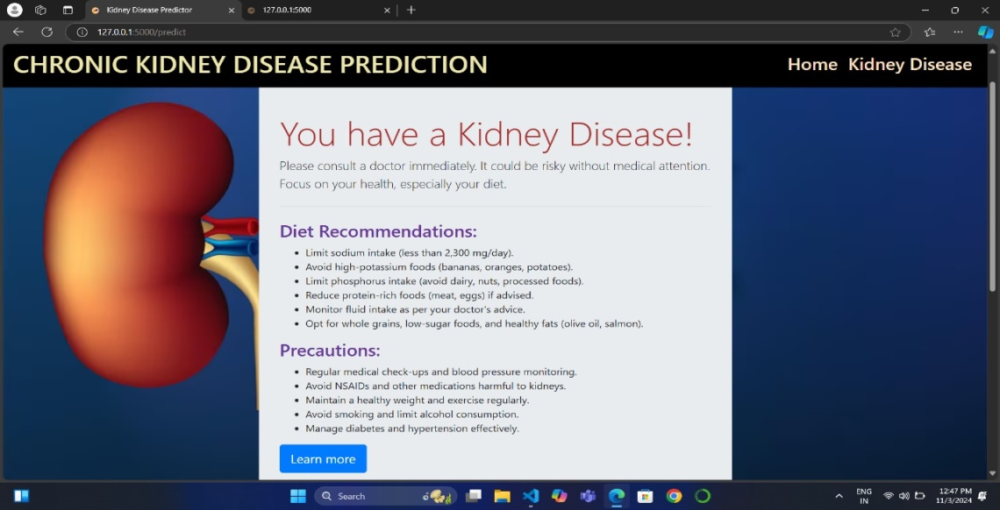 Kidney Disease Predictor
127.0.0.1:5000
127.0.0.1:5000/predict
CHRONIC KIDNEY DISEASE PREDICTION
Home Kidney Disease
You have a Kidney Disease!
Please consult a doctor immediately. It could be risky without medical attention.
Focus on your health, especially your diet.
Diet Recommendations:
• Limit sodium intake (less than 2,300 mg/day).
• Avoid high-potassium foods (bananas, oranges, potatoes).
• Limit phosphorus intake (avoid dairy, nuts, processed foods).
• Reduce protein-rich foods (meat, eggs) if advised.
• Monitor fluid intake as per your doctor's advice.
• Opt for whole grains, low-sugar foods, and healthy fats (olive oil, salmon).
Precautions:
• Regular medical check-ups and blood pressure monitoring.
• Avoid NSAIDs and other medications harmful to kidneys.
• Maintain a healthy weight and exercise regularly.
• Avoid smoking and limit alcohol consumption.
• Manage diabetes and hypertension effectively.
Learn more
Search
ENG
IN
12:47 PM
11/3/2024